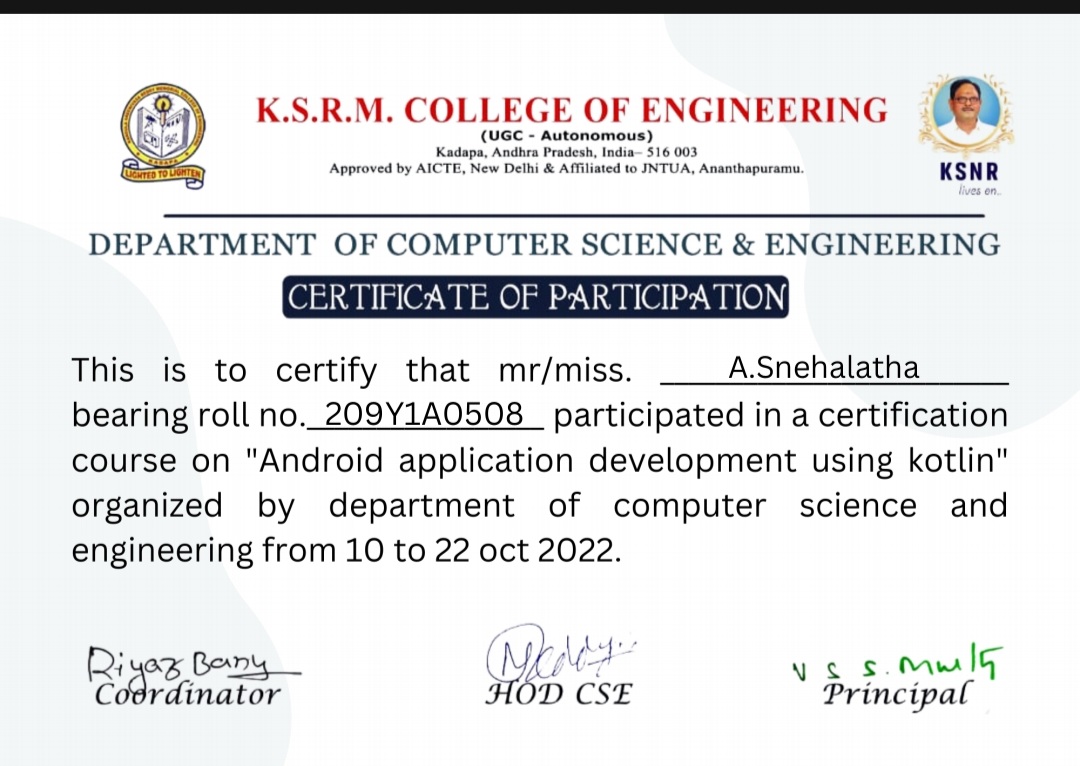 K.S.R.M. COLLEGE OF ENGINEERING
(UGC - Autonomous)
Kadapa, Andhra Pradesh, India– 516 003
Approved by AICTE, New Delhi & Affiliated to JNTUA, Ananthapuramu.
LIGHTED TO LIGHTEN
KSNR
lives on..
DEPARTMENT OF COMPUTER SCIENCE & ENGINEERING
CERTIFICATE OF PARTICIPATION
This is to certify that mr/miss. A.Snehalatha
bearing roll no. 209Y1A0508 participated in a certification
course on "Android application development using kotlin"
organized by department of computer science and
engineering from 10 to 22 oct 2022.
Riyaz
Coordinator
HOD CSE
V S S.
Principal